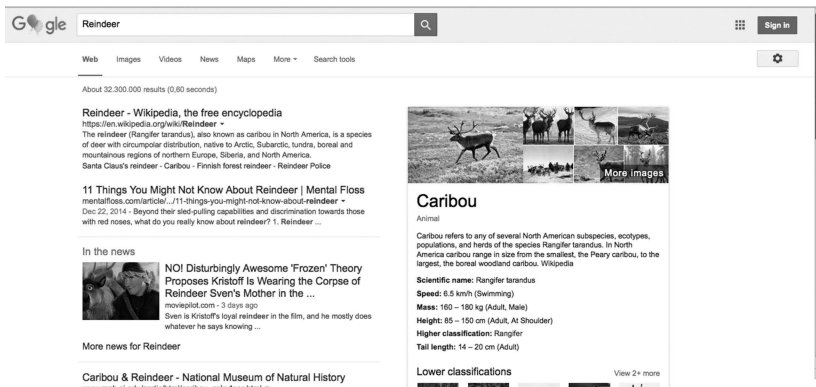 Google
Reindeer
Sign in
Web Images Videos News Maps More Search tools
About 32.300.000 results (0,60 seconds)
Reindeer - Wikipedia, the free encyclopedia
https://en.wikipedia.org/wiki/Reindeer
The reindeer (Rangifer tarandus), also known as caribou in North America, is a species
of deer with circumpolar distribution, native to Arctic, Subarctic, tundra, boreal and
mountainous regions of northern Europe, Siberia, and North America.
Santa Claus's reindeer - Caribou - Finnish forest reindeer - Reindeer Police
11 Things You Might Not Know About Reindeer | Mental Floss
mentalfloss.com/article/.../11-things-you-might-not-know-about-reindeer
Dec 22, 2014 - Beyond their sled-pulling capabilities and discrimination towards those
with red noses, what do you really know about reindeer? 1. Reindeer ...
In the news
NO! Disturbingly Awesome 'Frozen' Theory
Proposes Kristoff Is Wearing the Corpse of
Reindeer Sven's Mother in the ...
moviepilot.com - 3 days ago
Sven is Kristoff's loyal reindeer in the film, and he mostly does
whatever he says knowing ...
More news for Reindeer
Caribou & Reindeer - National Museum of Natural History
More images
Caribou
Animal
Caribou refers to any of several North American subspecies, ecotypes,
populations, and herds of the species Rangifer tarandus. In North
America caribou range in size from the smallest, the Peary caribou, to the
largest, the boreal woodland caribou. Wikipedia
Scientific name: Rangifer tarandus
Speed: 6.5 km/h (Swimming)
Mass: 160 – 180 kg (Adult, Male)
Height: 85 – 150 cm (Adult, At Shoulder)
Higher classification: Rangifer
Tail length: 14 – 20 cm (Adult)
Lower classifications
View 2+ more